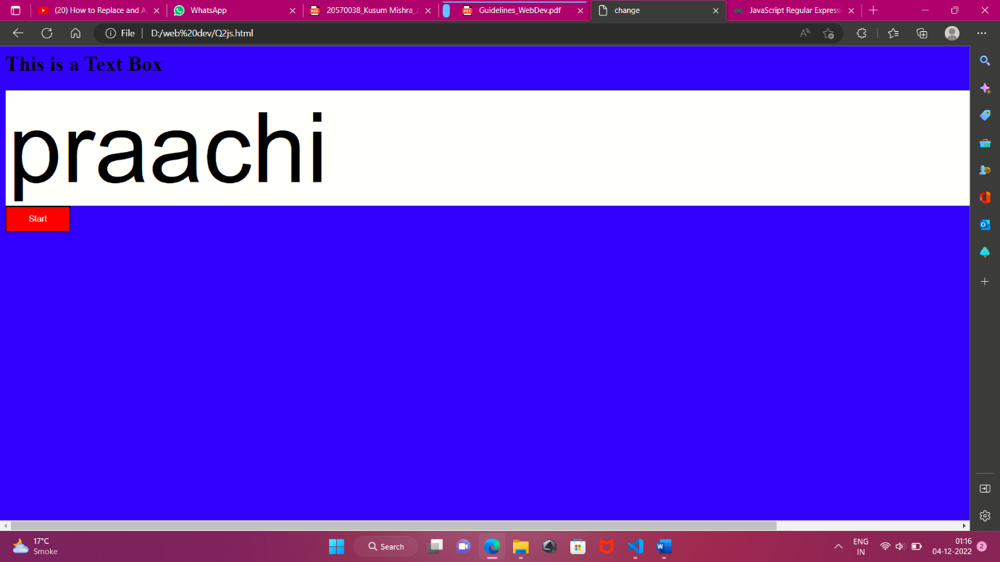 (20) How to Replace and A
WhatsApp
20570038_Kusum Mishra_
Guidelines_WebDev.pdf
change
JavaScript Regular Express
File
D:/web%20dev/Q2js.html
This is a Text Box
praachi
Start
17°C
Smoke
Search
ENG
IN
01:16
04-12-2022
2